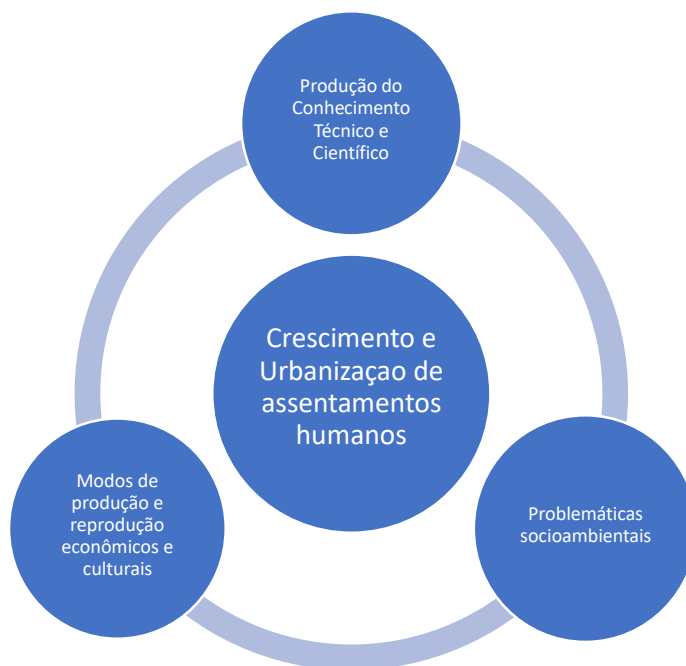 Produção do
Conhecimento
Técnico e
Científico
Crescimento e
Urbanizaçao de
assentamentos
humanos
Modos de
produção e
reprodução
econômicos e
culturais
Problemáticas
socioambientais